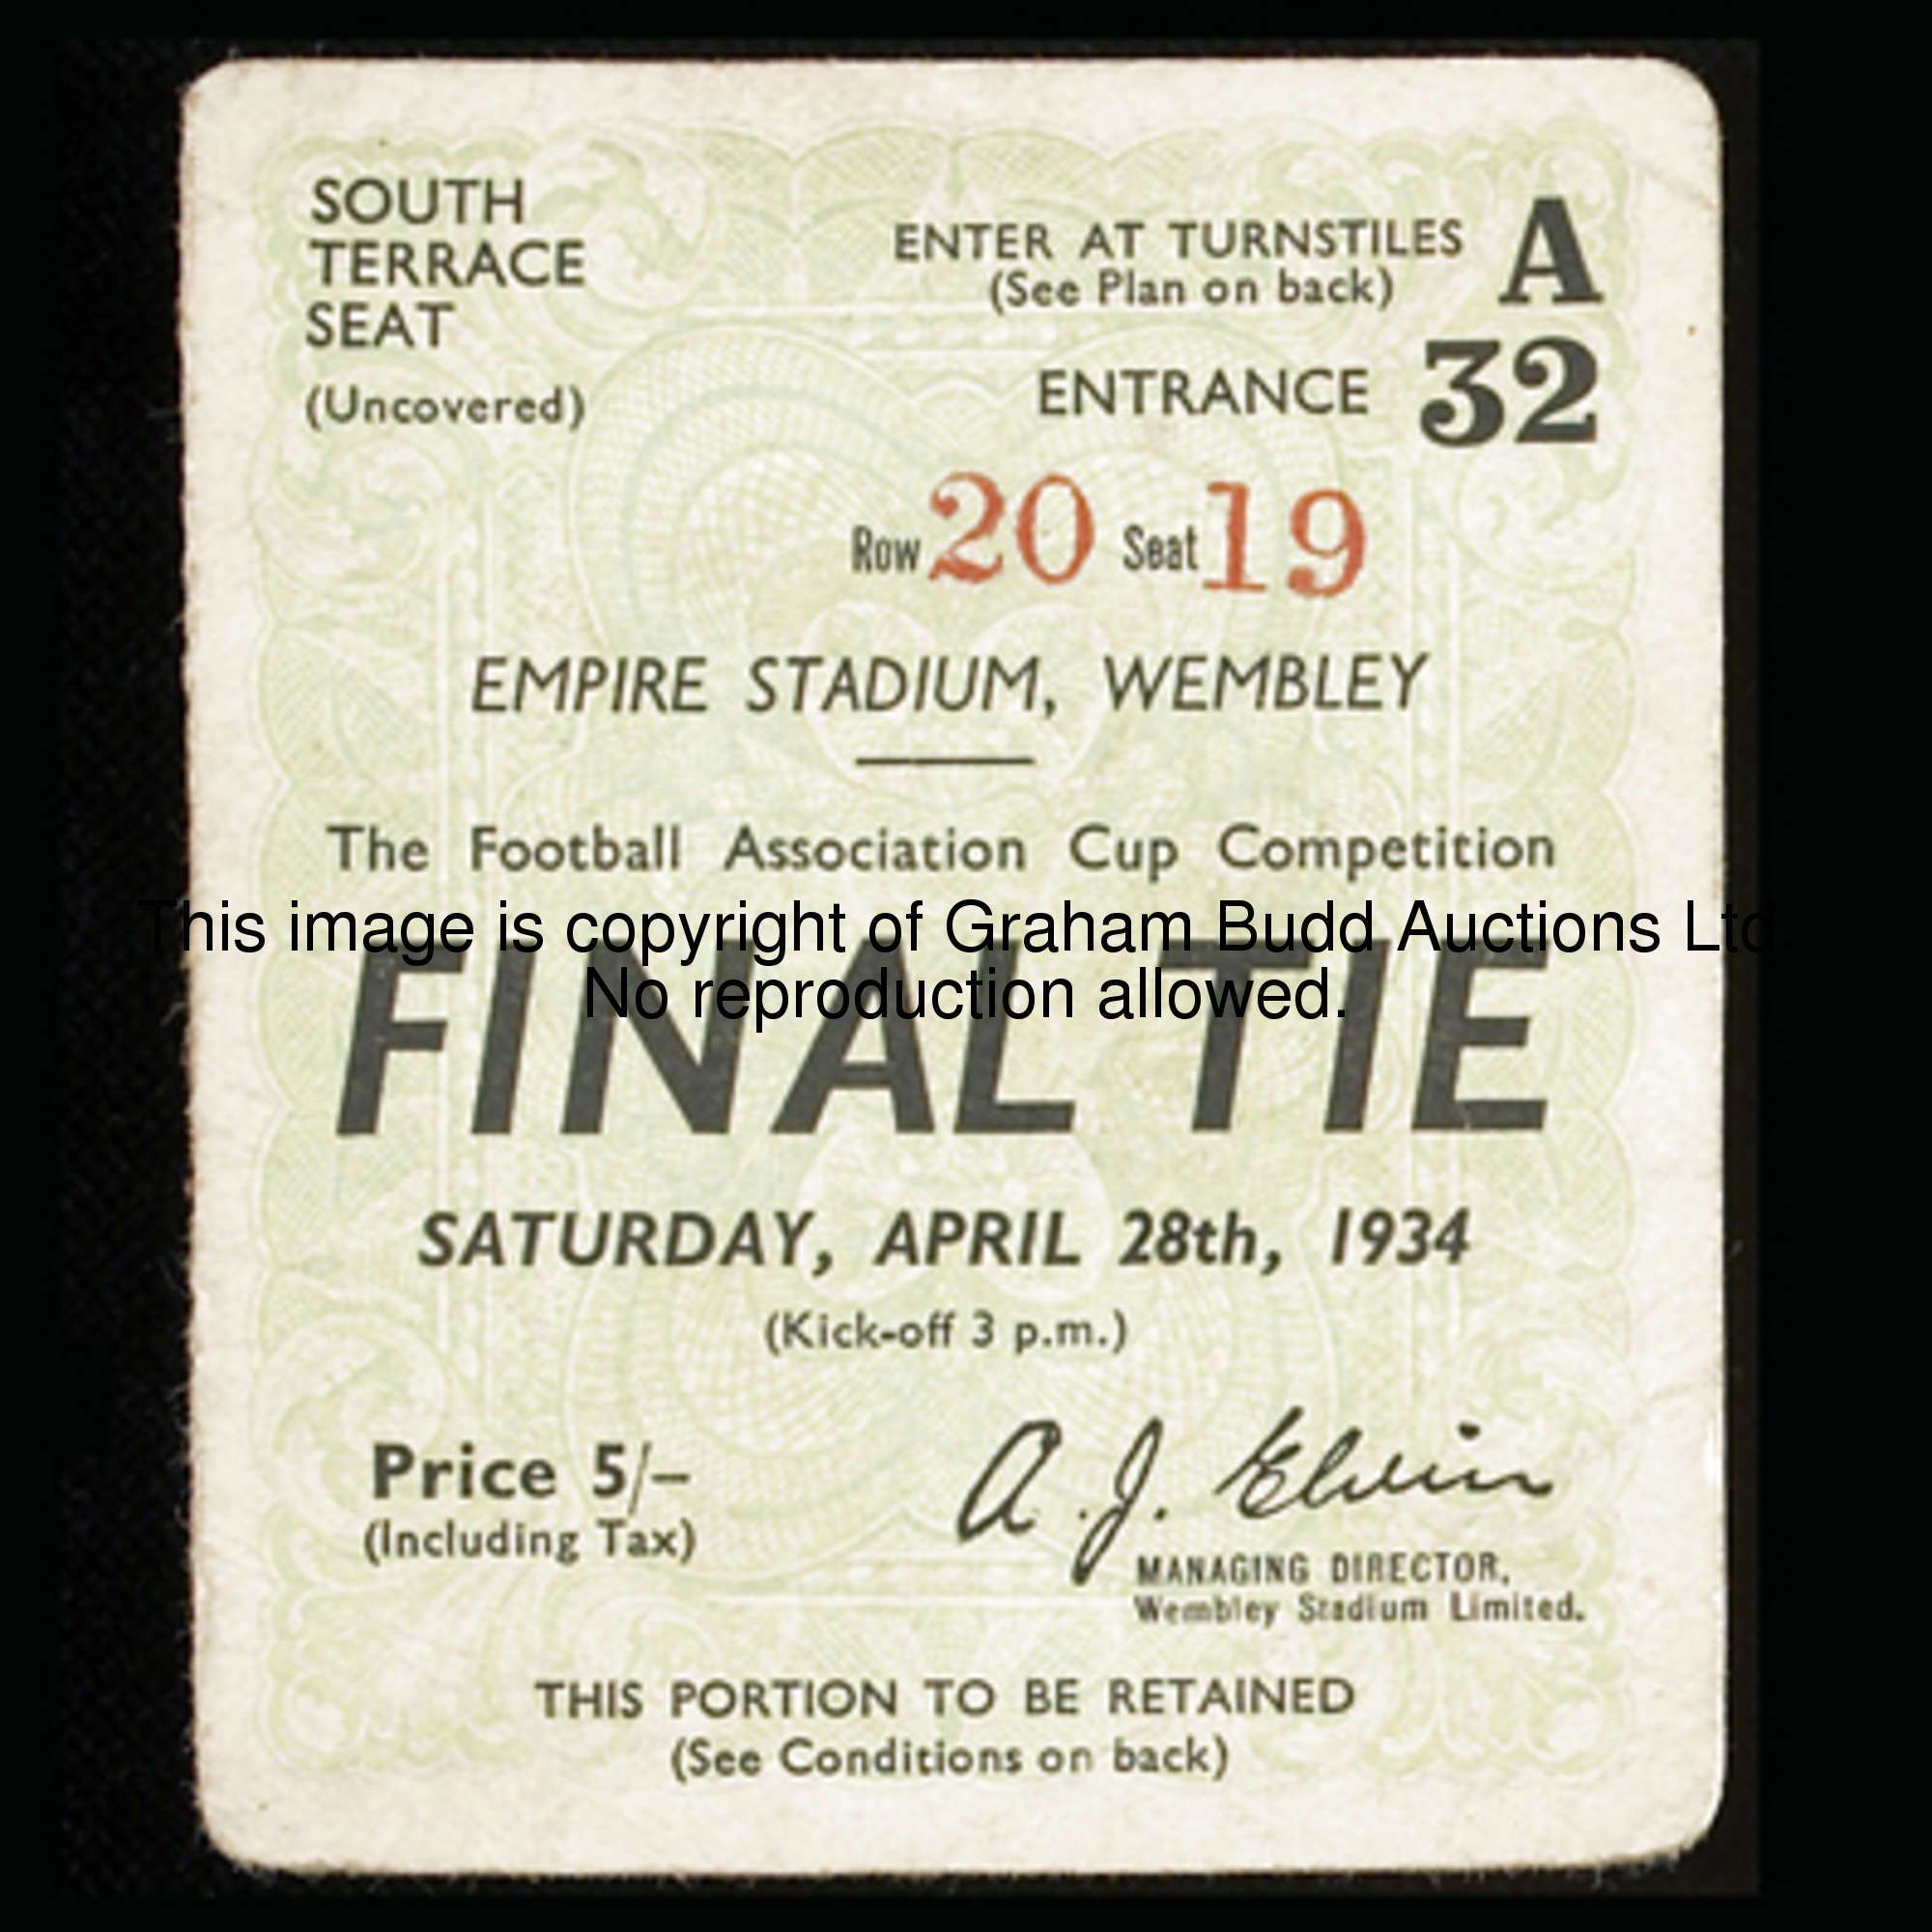 SOUTH
TERRACE
SEAT
(Uncovered)
ENTER AT TURNSTILES A
(See Plan on back)
ENTRANCE 32
Row 20 Seat 19
EMPIRE STADIUM, WEMBLEY
The Football Association Cup Competition
This image is copyright of Graham Budd Auctions Ltd
No reproduction allowed.
FINAL TIE
SATURDAY, APRIL 28th, 1934
(Kick-off 3 p.m.)
Price 5/–
(Including Tax)
A. J. Elvin
MANAGING DIRECTOR,
Wembley Stadium Limited.
THIS PORTION TO BE RETAINED
(See Conditions on back)